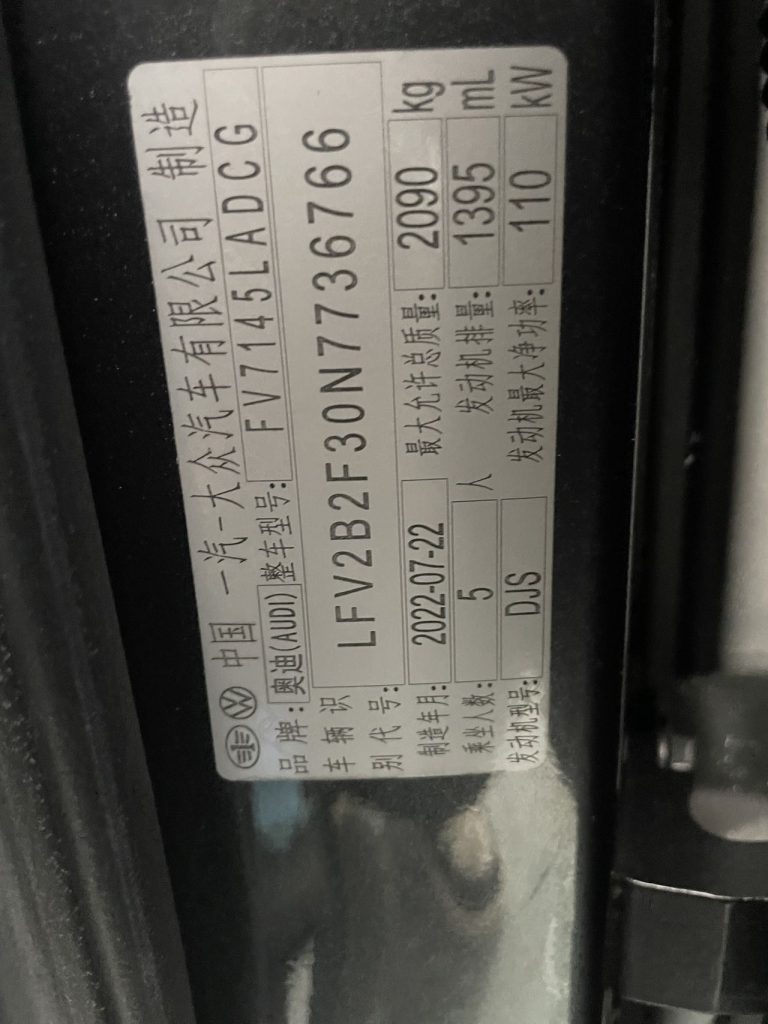 中国 一汽-大众汽车有限公司 制造
品牌: 奥迪(AUDI) 整车型号: FV7145LADCG
车辆识别代号: LFV2B2F30N7736766
制造年月: 2022-07-22 最大允许总质量: 2090 kg
乘坐人数: 5 人 发动机排量: 1395 mL
发动机型号: DJS 发动机最大净功率: 110 kW